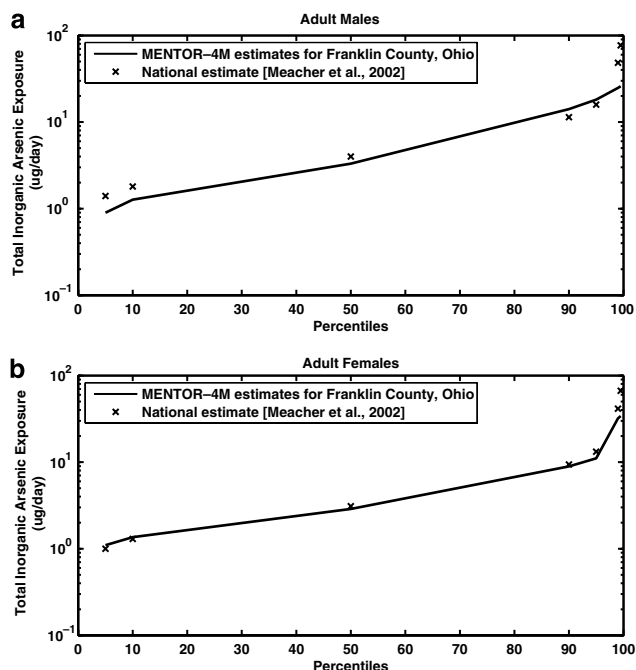 a
Adult Males
Total Inorganic Arsenic Exposure
(ug/day)
10^2
10^1
10^0
10^−1
MENTOR−4M estimates for Franklin County, Ohio
National estimate [Meacher et al., 2002]
0 10 20 30 40 50 60 70 80 90 100
Percentiles
b
Adult Females
Total Inorganic Arsenic Exposure
(ug/day)
10^2
10^1
10^0
10^−1
MENTOR−4M estimates for Franklin County, Ohio
National estimate [Meacher et al., 2002]
0 10 20 30 40 50 60 70 80 90 100
Percentiles